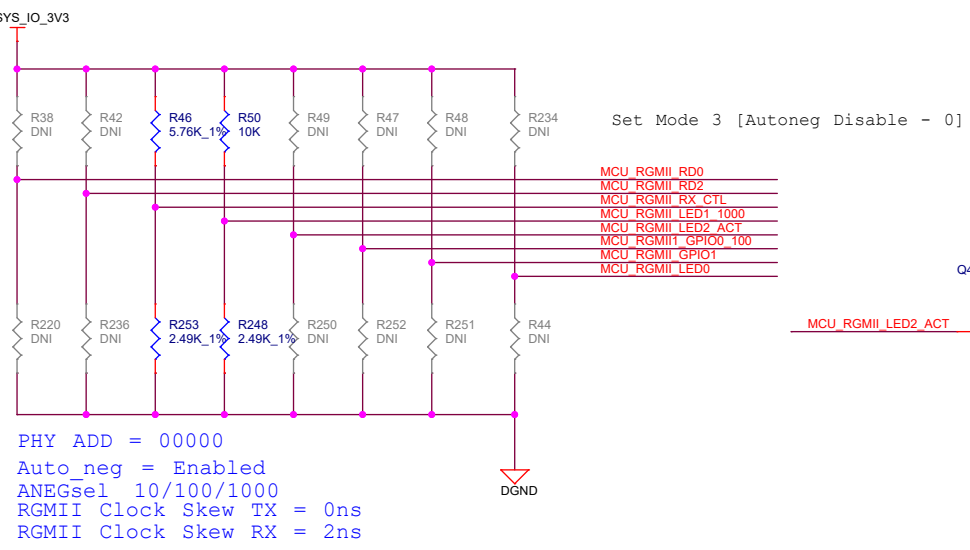 SYS_IO_3V3
R38
DNI
R42
DNI
R46
5.76K_1%
R50
10K
R49
DNI
R47
DNI
R48
DNI
R234
DNI
Set Mode 3 [Autoneg Disable - 0]
MCU_RGMII_RD0
MCU_RGMII_RD2
MCU_RGMII_RX_CTL
MCU_RGMII_LED1_1000
MCU_RGMII_LED2_ACT
MCU_RGMII1_GPIO0_100
MCU_RGMII_GPIO1
MCU_RGMII_LED0
Q4
R220
DNI
R236
DNI
R253
2.49K_1%
R248
2.49K_1%
R250
DNI
R252
DNI
R251
DNI
R44
DNI
MCU_RGMII_LED2_ACT
PHY ADD = 00000
Auto_neg = Enabled
ANEGsel 10/100/1000
RGMII Clock Skew TX = 0ns
RGMII Clock Skew RX = 2ns
DGND